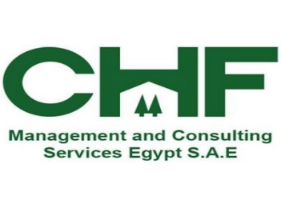 CHF
Management and Consulting
Services Egypt S.A.E